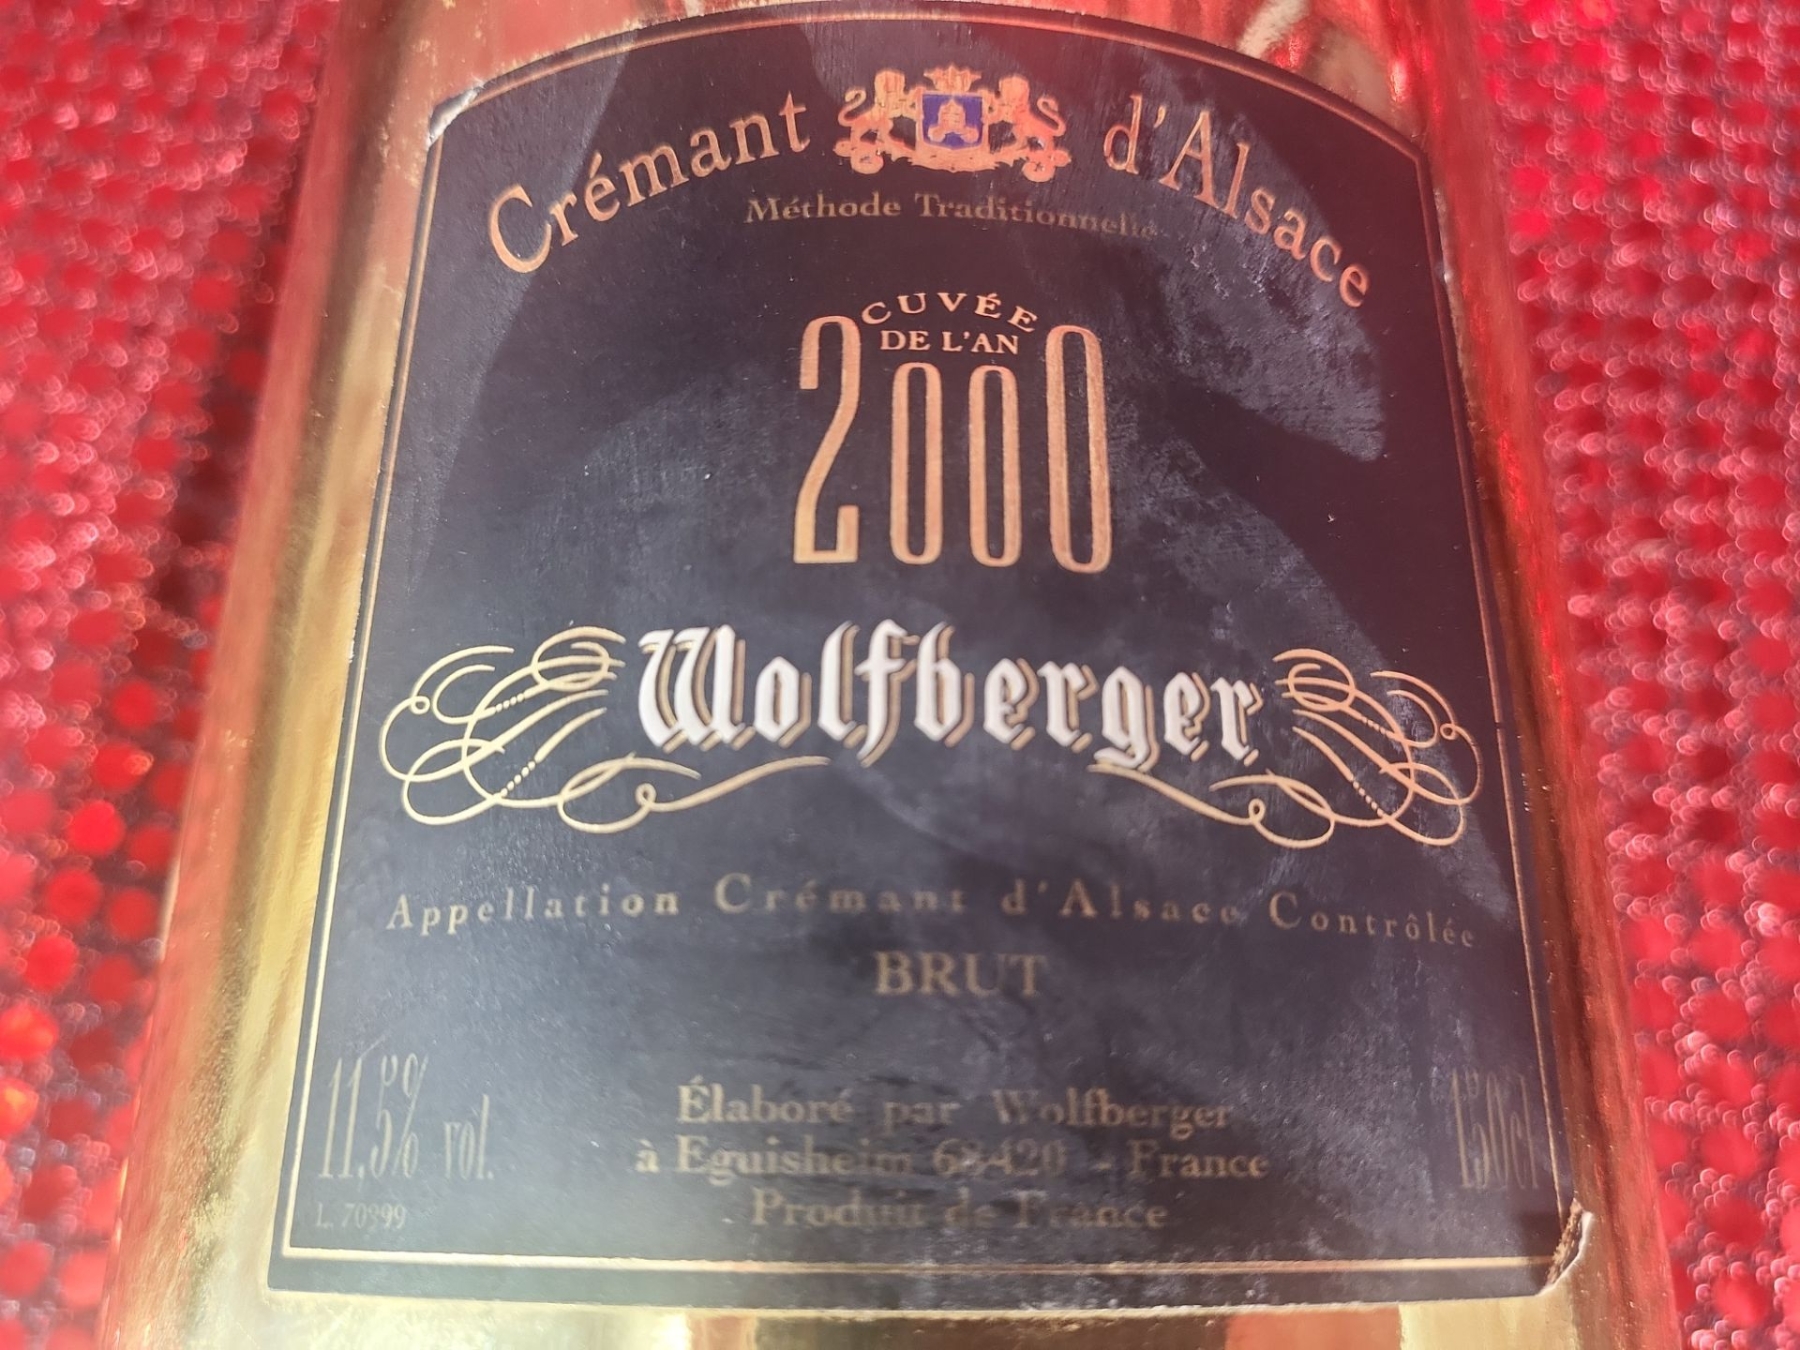 Crémant d'Alsace
Méthode Traditionnelle
CUVÉE
DE L'AN
2000
Wolfberger
Appellation Crémant d'Alsace Contrôlée
BRUT
11,5% vol.
150cl
Élaboré par Wolfberger
à Eguisheim 68420 - France
Produit de France
L. 70999